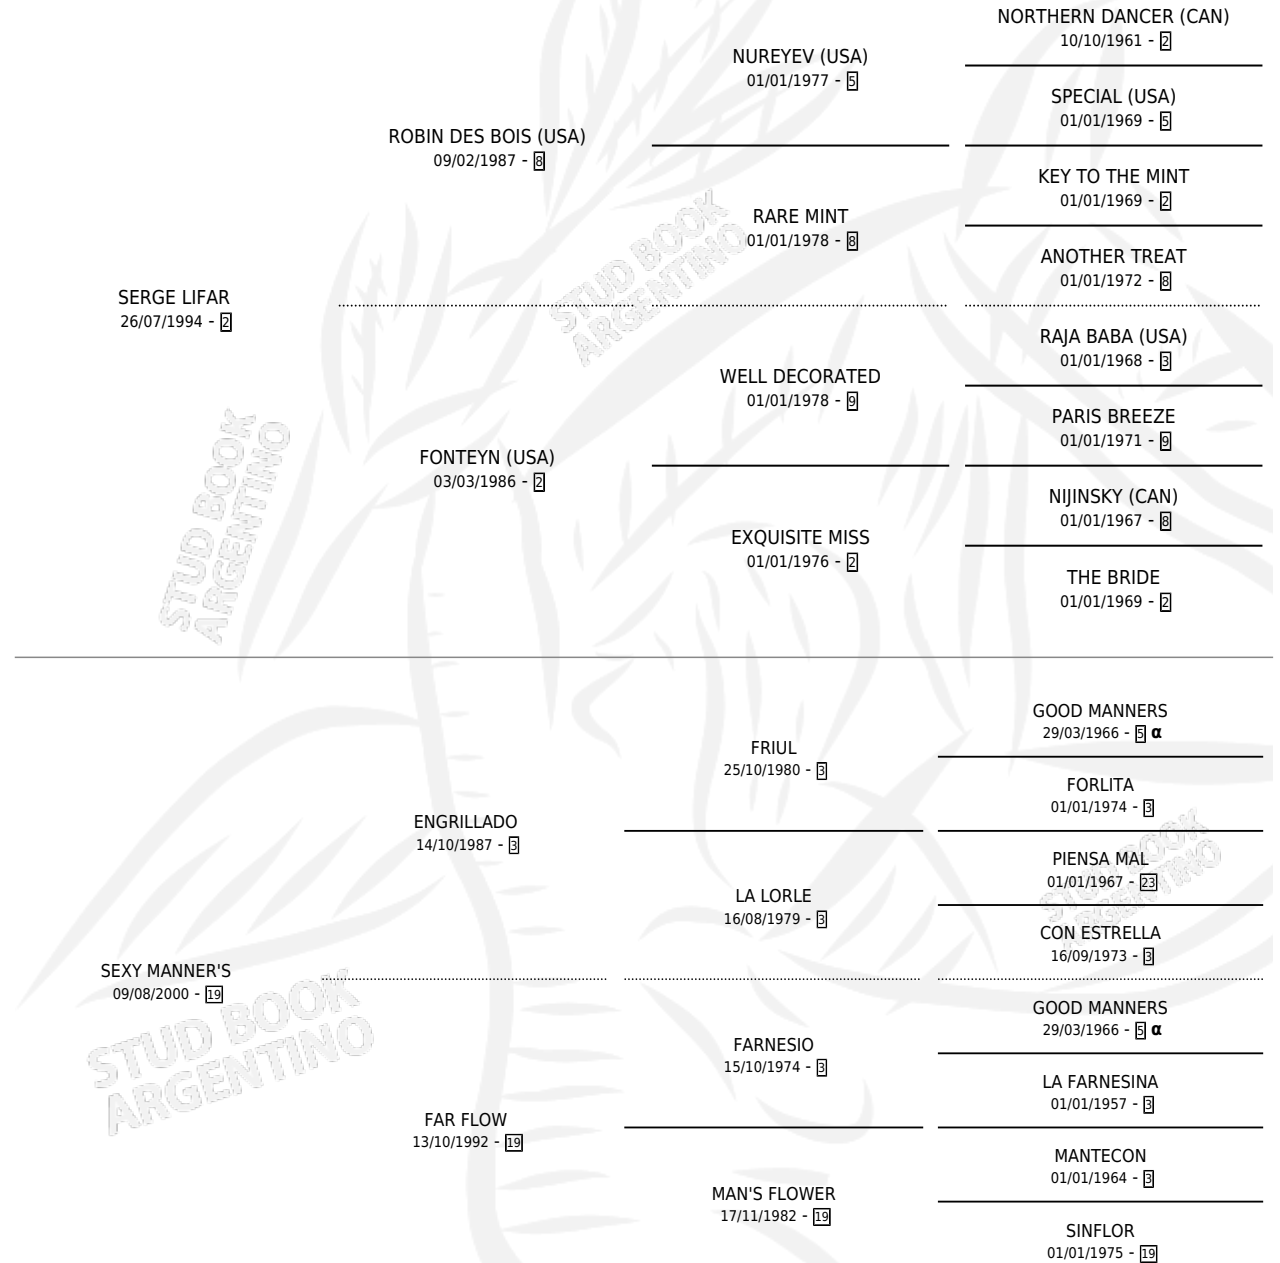 NORTHERN DANCER (CAN)
10/10/1961 - 2
NUREYEV (USA)
01/01/1977 - 5
SPECIAL (USA)
01/01/1969 - 5
ROBIN DES BOIS (USA)
09/02/1987 - 8
KEY TO THE MINT
01/01/1969 - 2
RARE MINT
01/01/1978 - 8
ANOTHER TREAT
01/01/1972 - 8
SERGE LIFAR
26/07/1994 - 2
RAJA BABA (USA)
01/01/1968 - 3
WELL DECORATED
01/01/1978 - 9
PARIS BREEZE
01/01/1971 - 9
FONTEYN (USA)
03/03/1986 - 2
NIJINSKY (CAN)
01/01/1967 - 8
EXQUISITE MISS
01/01/1976 - 2
THE BRIDE
01/01/1969 - 2
STUD BOOK
ARGENTINO
STUD BOOK
ARGENTINO
GOOD MANNERS
29/03/1966 - 5 α
FRIUL
25/10/1980 - 3
FORLITA
01/01/1974 - 3
ENGRILLADO
14/10/1987 - 3
PIENSA MAL
01/01/1967 - 23
LA LORLE
16/08/1979 - 3
CON ESTRELLA
16/09/1973 - 3
SEXY MANNER'S
09/08/2000 - 19
GOOD MANNERS
29/03/1966 - 5 α
FARNESIO
15/10/1974 - 3
LA FARNESINA
01/01/1957 - 3
FAR FLOW
13/10/1992 - 19
MANTECON
01/01/1964 - 3
MAN'S FLOWER
17/11/1982 - 19
SINFLOR
01/01/1975 - 19
STUD BOOK
ARGENTINO
STUD BOOK
ARGENTINO